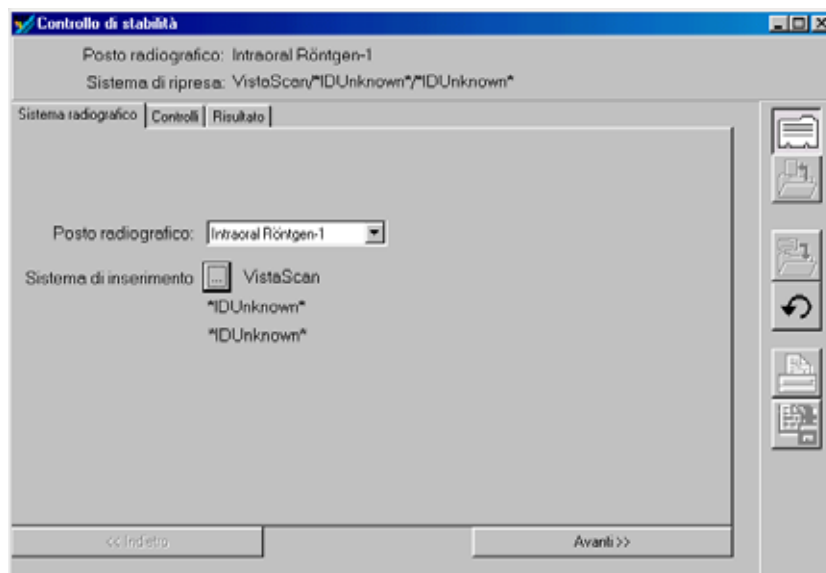 Controllo di stabilità
Posto radiografico: Intraoral Röntgen-1
Sistema di ripresa: VistaScan/*IDUnknown*/*IDUnknown*
Sistema radiografico Controlli Risultato
Posto radiografico: Intraoral Röntgen-1
Sistema di inserimento ... VistaScan
*IDUnknown*
*IDUnknown*
<< Indietro Avanti >>